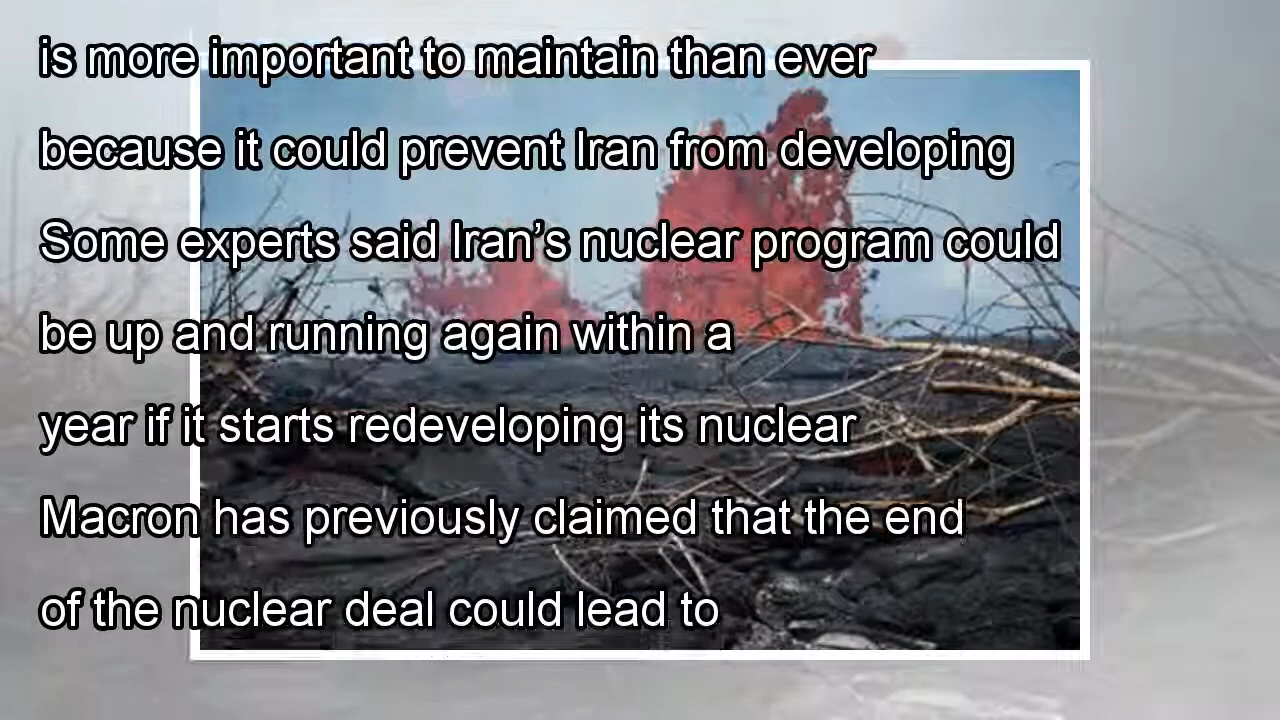 is more important to maintain than ever
because it could prevent Iran from developing
Some experts said Iran’s nuclear program could
be up and running again within a
year if it starts redeveloping its nuclear
Macron has previously claimed that the end
of the nuclear deal could lead to